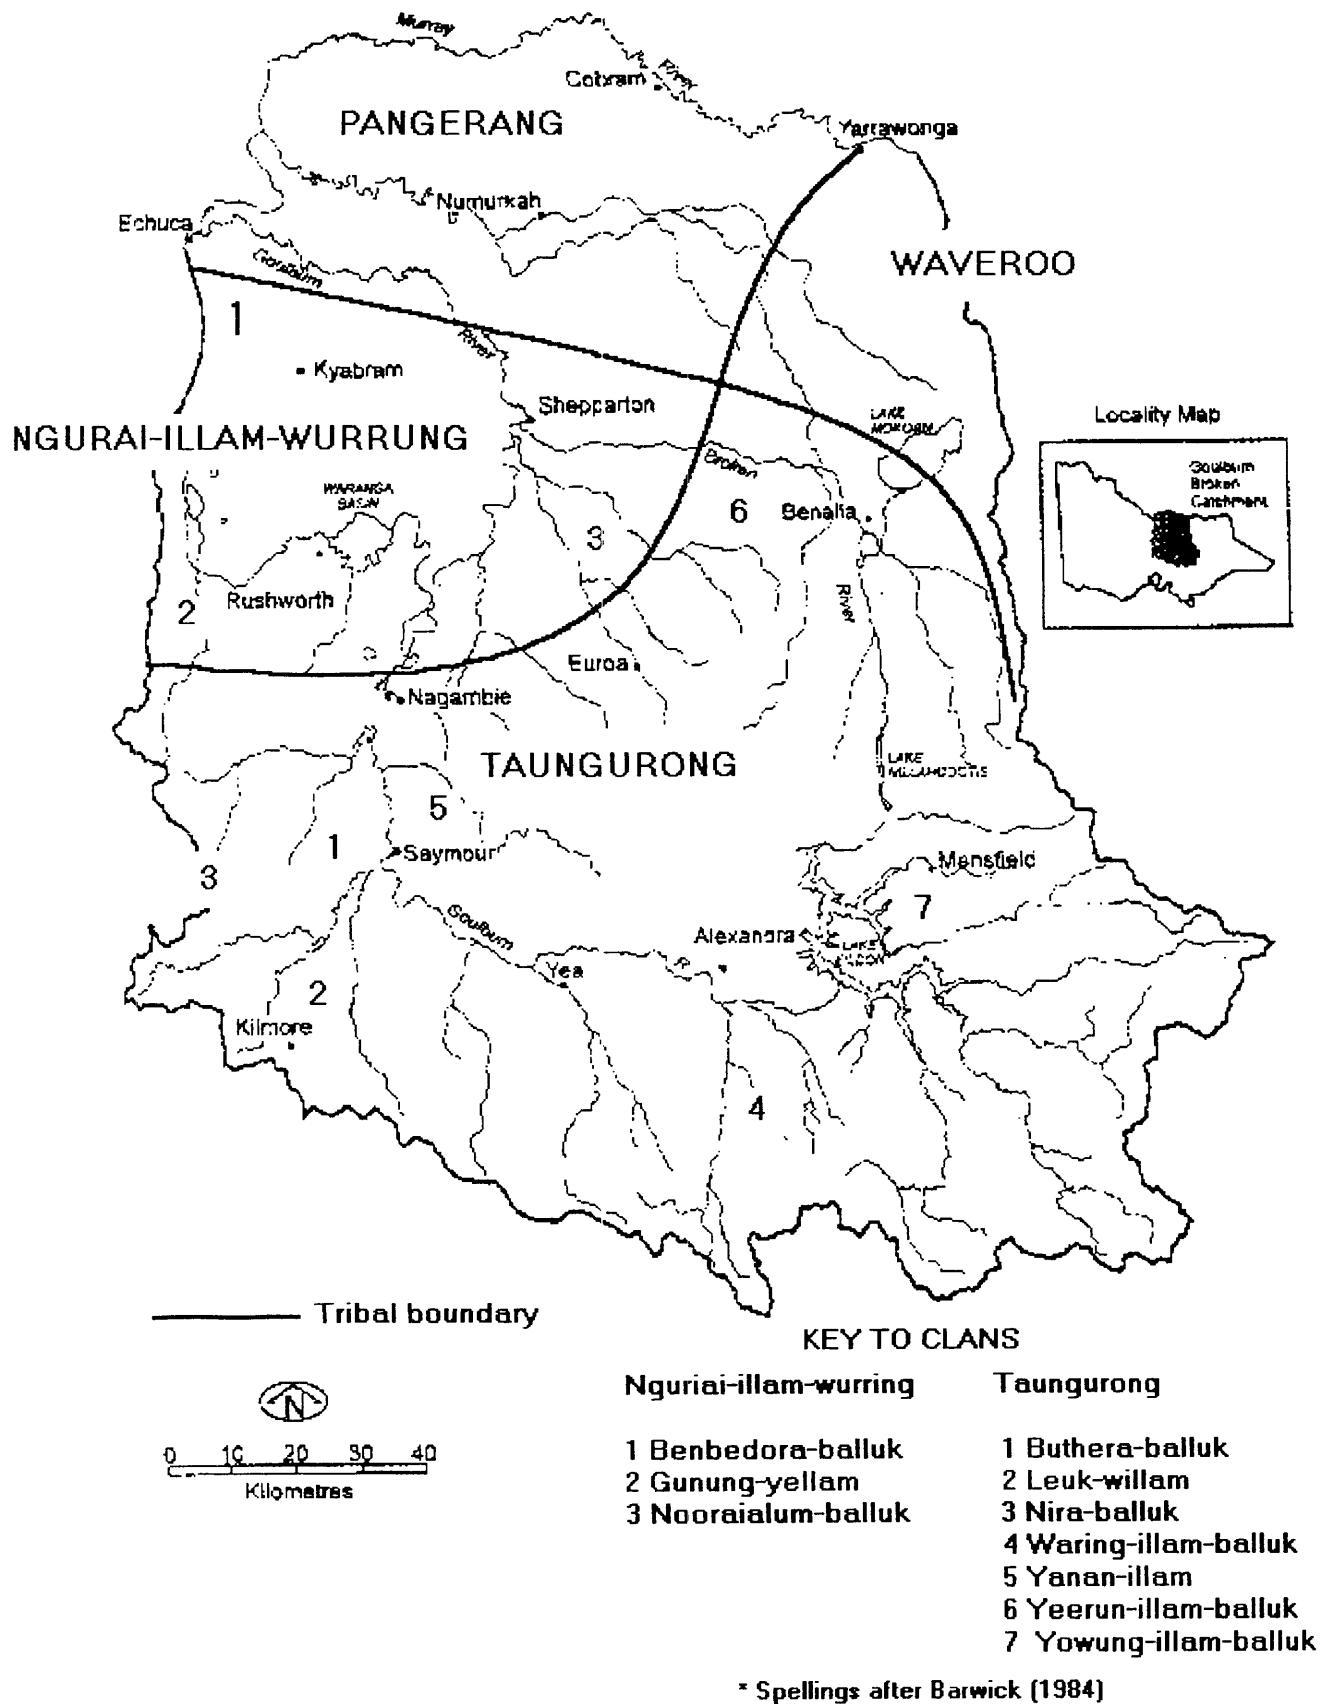 Murray
River
Cobram
PANGERANG
Yarrawonga
Numurkah
Echuca
Goulburn
WAVEROO
1
River
Kyabram
Shepparton
LAKE
MOKOAN
Locality Map
NGURAI-ILLAM-WURRUNG
Broken
Goulburn
Broken
Catchment
WARANGA
BASIN
6
Benalla
3
2
Rushworth
River
Euroa
Nagambie
TAUNGURONG
LAKE
5
1
Seymour
Mansfield
3
7
Goulburn
Alexandra
LAKE
EILDON
R
Yea
2
Kilmore
4
Tribal boundary
KEY TO CLANS
Nguriai-illam-wurring
Taungurong
N
0 10 20 30 40
Kilometres
1 Benbedora-balluk
2 Gunung-yellam
3 Nooraialum-balluk
1 Buthera-balluk
2 Leuk-willam
3 Nira-balluk
4 Waring-illam-balluk
5 Yanan-illam
6 Yeerun-illam-balluk
7 Yowung-illam-balluk
* Spellings after Barwick (1984)